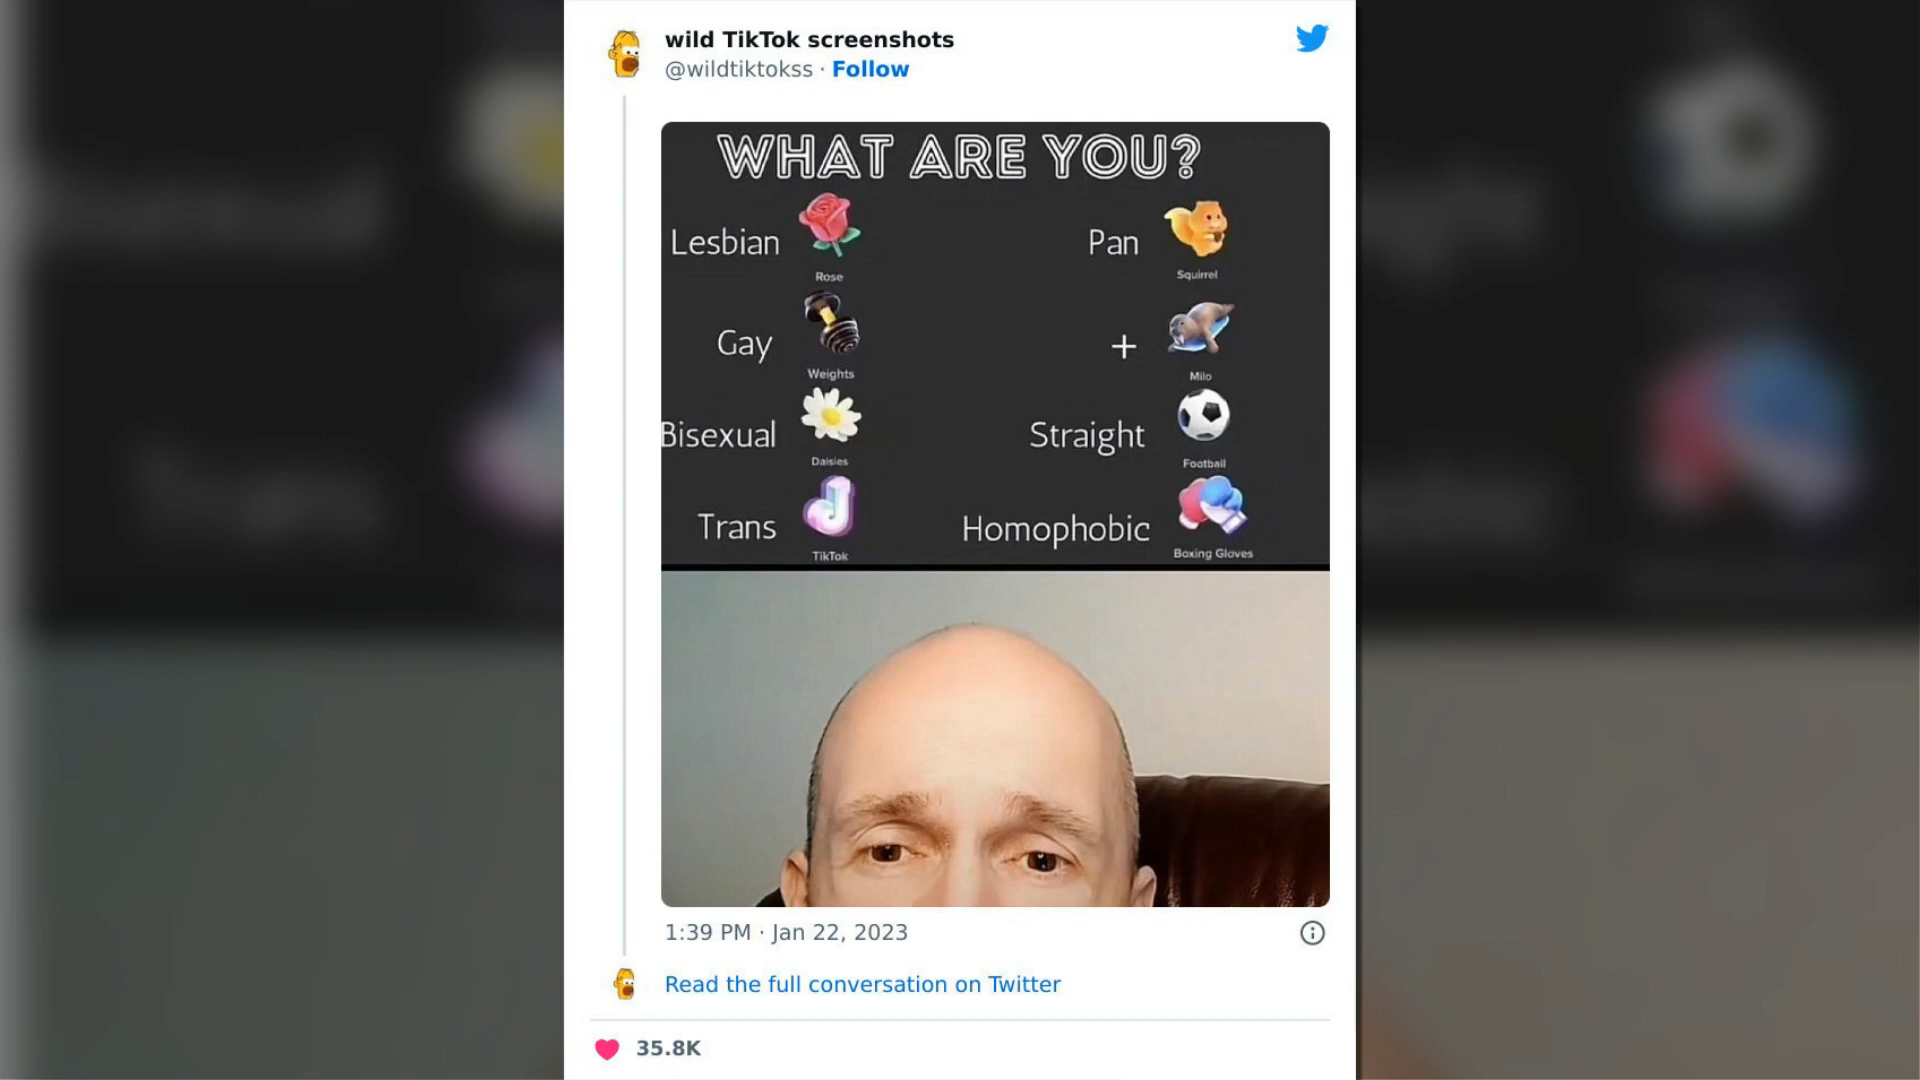 wild TikTok screenshots
@wildtiktokss · Follow
WHAT ARE YOU?
Lesbian
Rose
Pan
Squirrel
Gay
Weights
+
Milo
Bisexual
Daisies
Straight
Football
Trans
TikTok
Homophobic
Boxing Gloves
1:39 PM · Jan 22, 2023
Read the full conversation on Twitter
35.8K